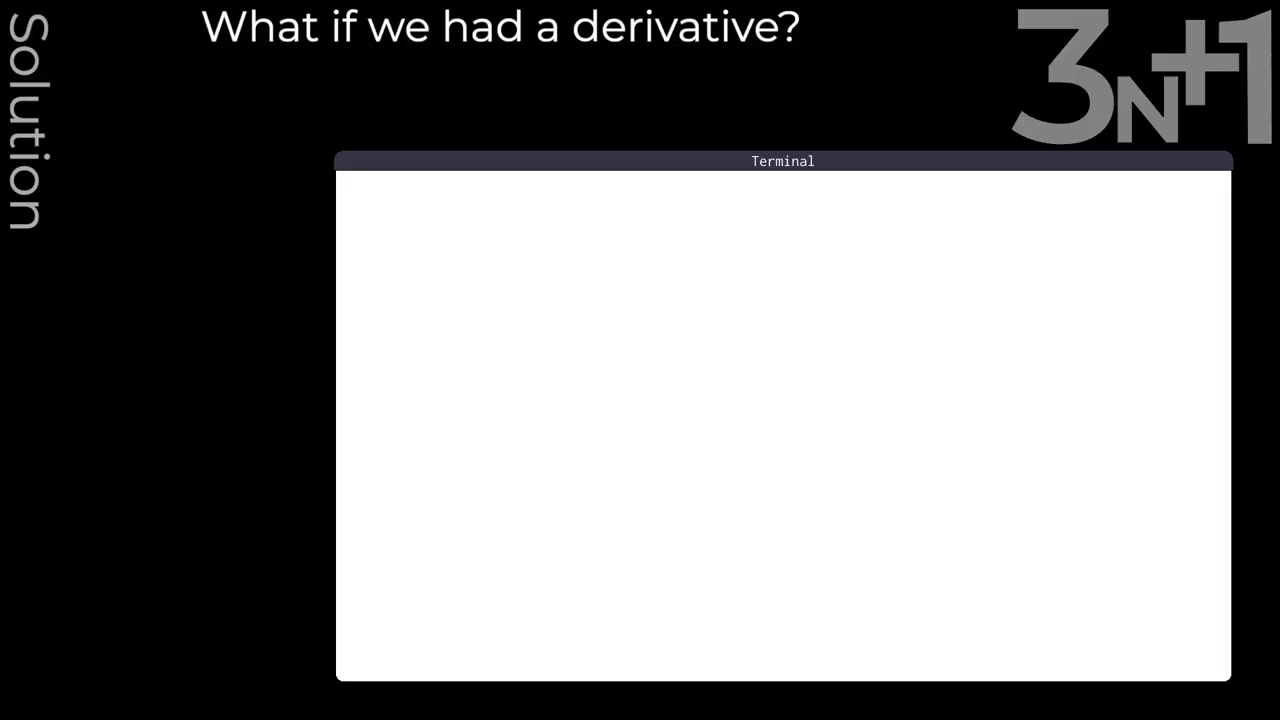 Solution
What if we had a derivative?
3N+1
Terminal